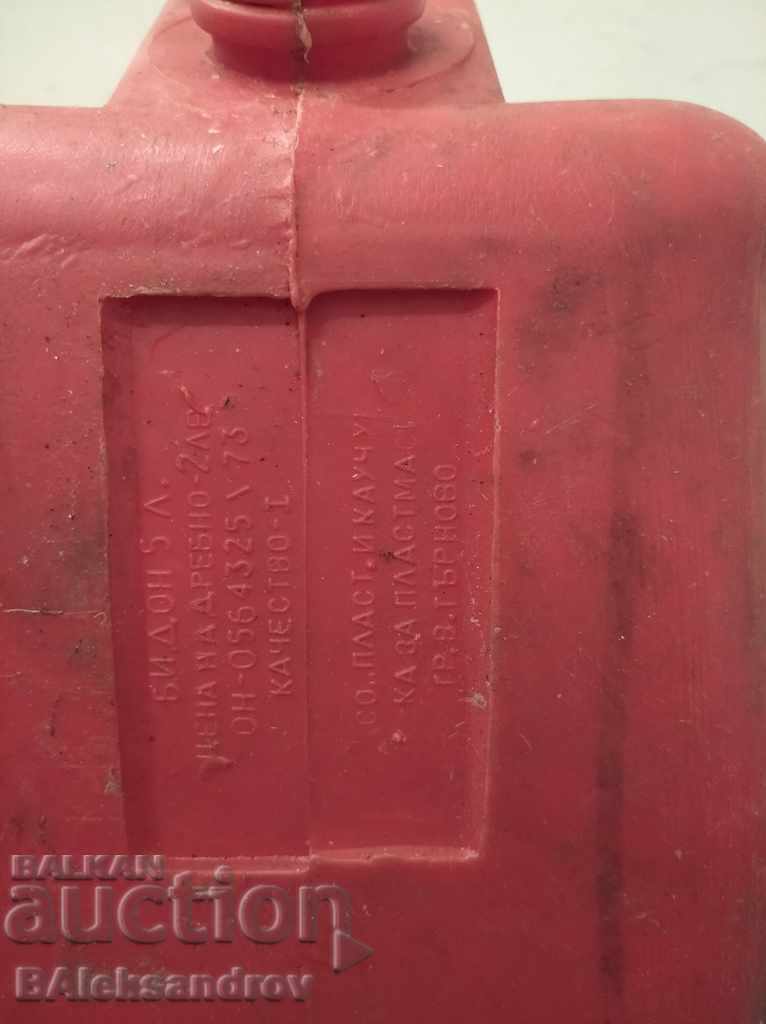 БИДОН 5 Л.
ЦЕНА НА ДРЕБНО-2ЛВ.
ОН-0564325\73
КАЧЕСТВО-I
СО„ПЛАСТ. И КАУЧУ
КА ЗА ПЛАСТМА.
ГР.В.ТЪРНОВО
BALKAN
auction
BAleksandrov